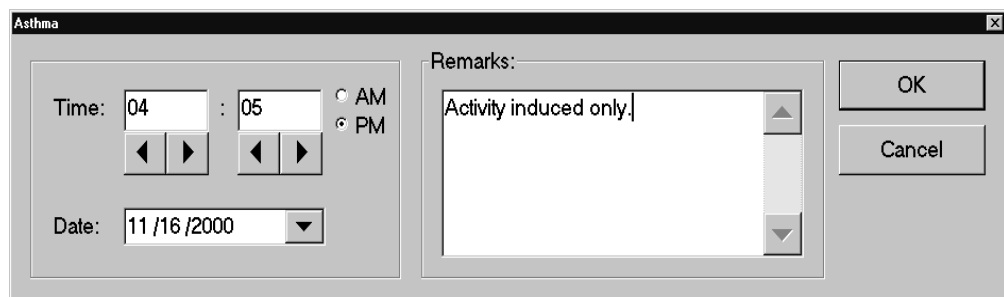 Asthma
Time: 04 : 05 AM
PM
Date: 11 /16 /2000
Remarks:
Activity induced only.
OK
Cancel